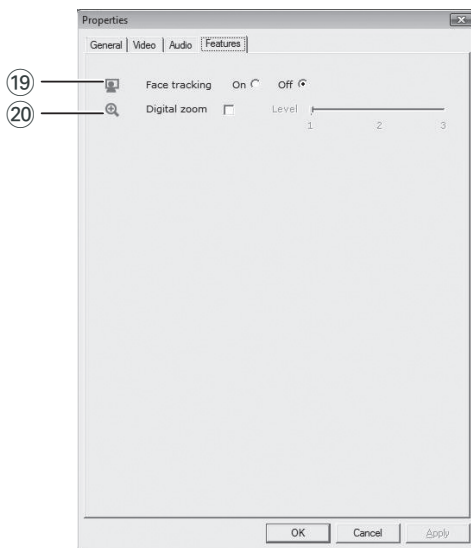 Properties
General Video Audio Features
⑲ Face tracking On Off
⑳ Digital zoom Level
1 2 3
OK Cancel Apply